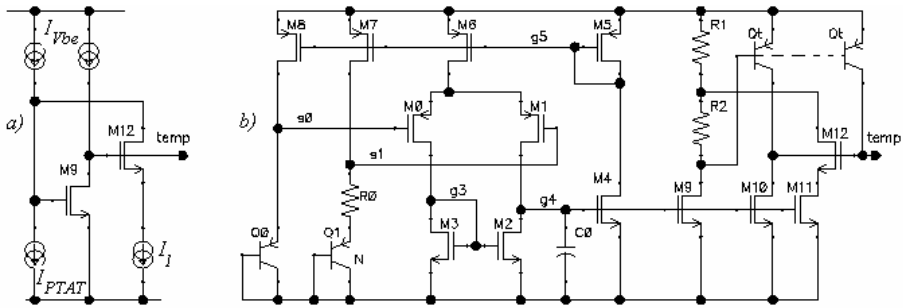 I_Vbe
a)
M12
temp
M9
I_PTAT
I_1
b)
M8
M7
M6
g5
M5
R1
Qt
Qt
s0
M0
M1
R2
M12
temp
s1
R0
g3
g4
M4
M9
M10
M11
Q0
Q1
N
M3
M2
C0